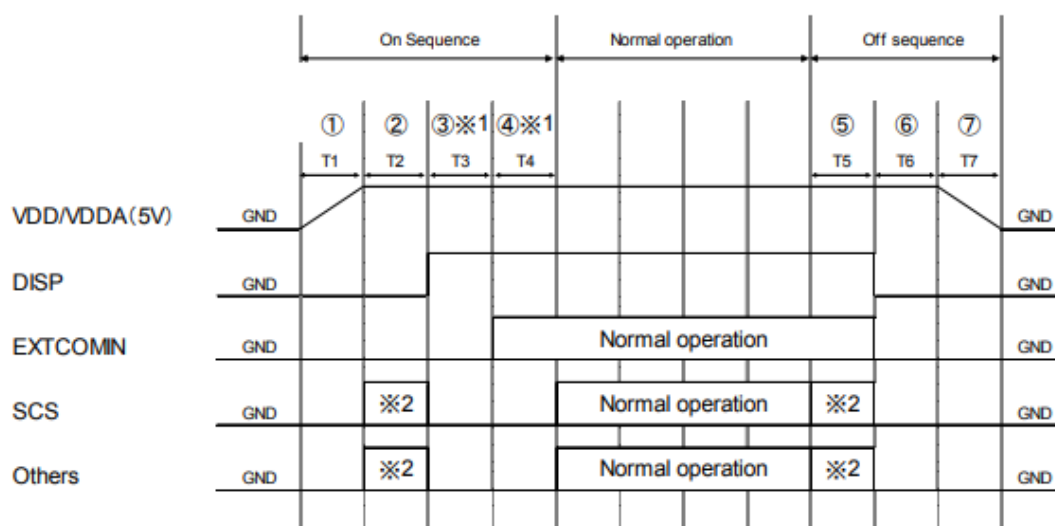 On Sequence Normal operation Off sequence
① ② ③※1 ④※1 ⑤ ⑥ ⑦
T1 T2 T3 T4 T5 T6 T7
VDD/VDDA(5V) GND GND
DISP GND GND
EXTCOMIN GND Normal operation GND
SCS GND ※2 Normal operation ※2 GND
Others GND ※2 Normal operation ※2 GND